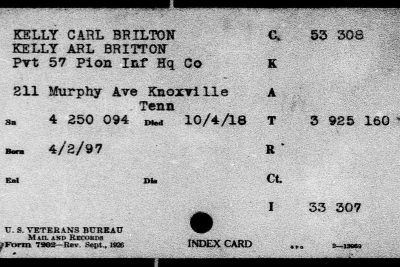 KELLY CARL BRILTON C. 53 308
KELLY ARL BRITTON
Pvt 57 Pion Inf Hq Co K
211 Murphy Ave Knoxville A
Tenn
Sn 4 250 094 Died 10/4/18 T 3 925 160
Born 4/2/97 R
Enl Dis Ct.
I 33 307
U. S. VETERANS BUREAU
MAIL AND RECORDS
Form 7202—Rev. Sept., 1926 INDEX CARD